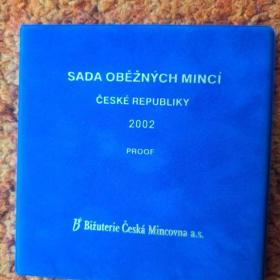 SADA OBĚŽNÝCH MINCÍ
ČESKÉ REPUBLIKY
2002
PROOF
Bižuterie Česká Mincovna a.s.